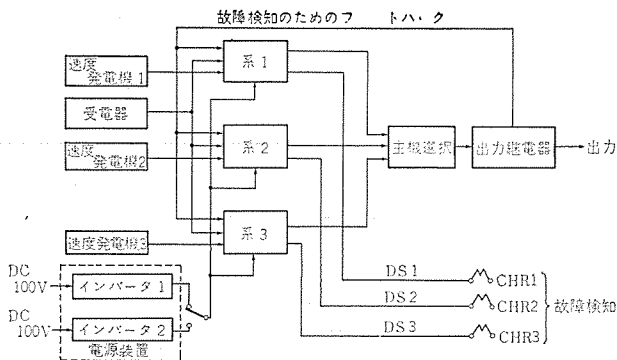 故障検知のためのフ トハ・ク
速度
発電機1
系1
受電器
速度
発電機2
系2
主機選択
出力継電器
出力
系3
速度発電機3
DC
100V
インバータ1
DS1
CHR1
DS2
CHR2
故障検知
DC
100V
インバータ2
DS3
CHR3
電源装置